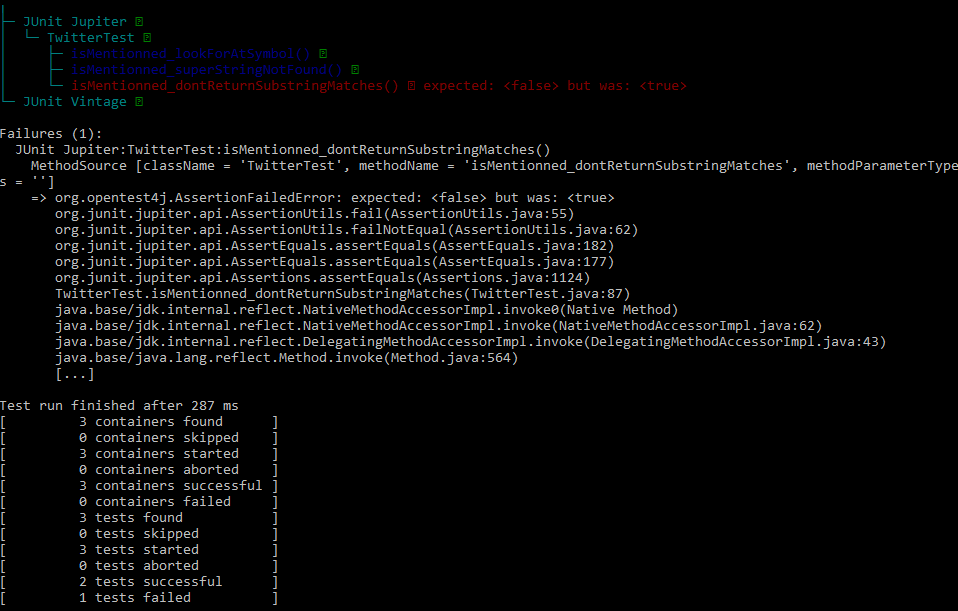 ├─ JUnit Jupiter
│  └─ TwitterTest
│     ├─ isMentionned_lookForAtSymbol()
│     ├─ isMentionned_superStringNotFound()
│     └─ isMentionned_dontReturnSubstringMatches() expected: <false> but was: <true>
└─ JUnit Vintage
Failures (1):
  JUnit Jupiter:TwitterTest:isMentionned_dontReturnSubstringMatches()
    MethodSource [className = 'TwitterTest', methodName = 'isMentionned_dontReturnSubstringMatches', methodParameterType
s = '']
    => org.opentest4j.AssertionFailedError: expected: <false> but was: <true>
       org.junit.jupiter.api.AssertionUtils.fail(AssertionUtils.java:55)
       org.junit.jupiter.api.AssertionUtils.failNotEqual(AssertionUtils.java:62)
       org.junit.jupiter.api.AssertEquals.assertEquals(AssertEquals.java:182)
       org.junit.jupiter.api.AssertEquals.assertEquals(AssertEquals.java:177)
       org.junit.jupiter.api.Assertions.assertEquals(Assertions.java:1124)
       TwitterTest.isMentionned_dontReturnSubstringMatches(TwitterTest.java:87)
       java.base/jdk.internal.reflect.NativeMethodAccessorImpl.invoke0(Native Method)
       java.base/jdk.internal.reflect.NativeMethodAccessorImpl.invoke(NativeMethodAccessorImpl.java:62)
       java.base/jdk.internal.reflect.DelegatingMethodAccessorImpl.invoke(DelegatingMethodAccessorImpl.java:43)
       java.base/java.lang.reflect.Method.invoke(Method.java:564)
       [...]
Test run finished after 287 ms
[         3 containers found      ]
[         0 containers skipped    ]
[         3 containers started    ]
[         0 containers aborted    ]
[         3 containers successful ]
[         0 containers failed     ]
[         3 tests found           ]
[         0 tests skipped         ]
[         3 tests started         ]
[         0 tests aborted         ]
[         2 tests successful      ]
[         1 tests failed          ]